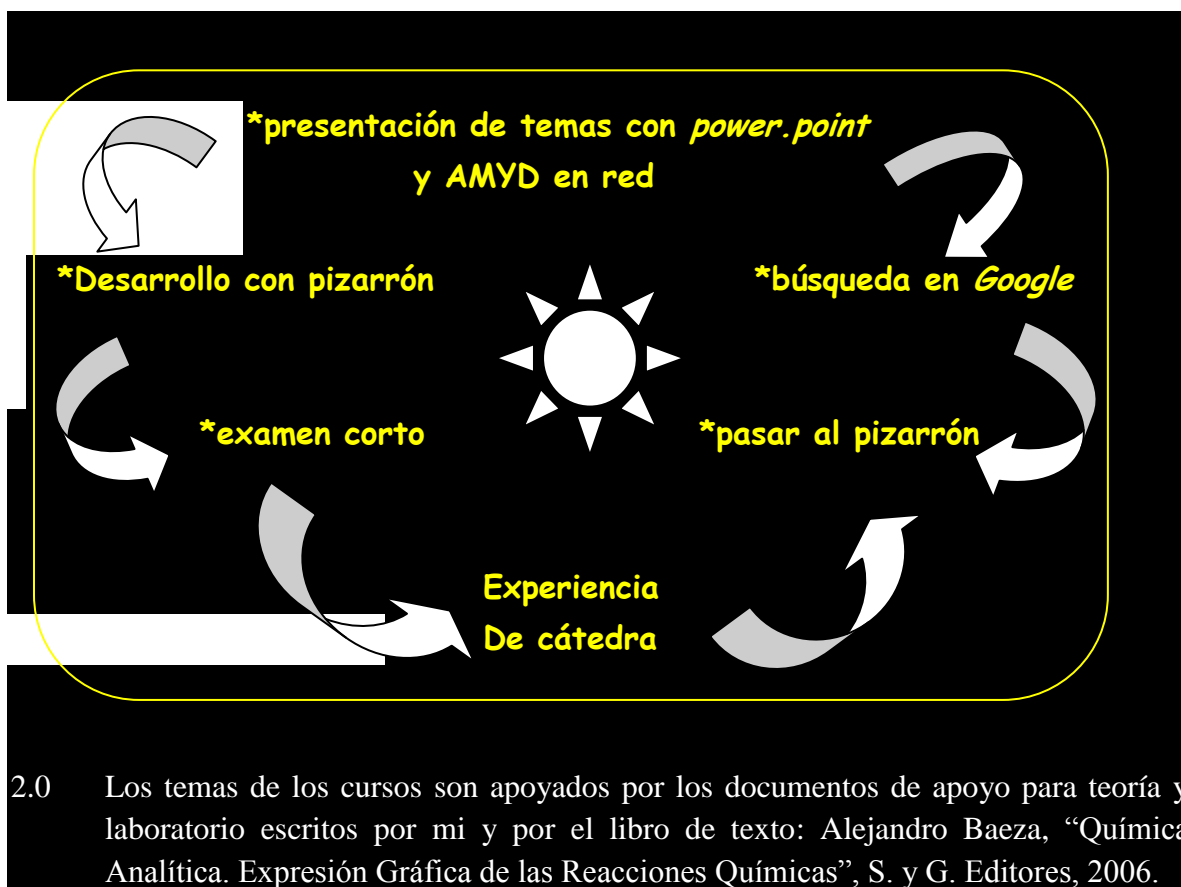 *presentación de temas con power.point
y AMYD en red
*Desarrollo con pizarrón
*búsqueda en Google
*examen corto
*pasar al pizarrón
Experiencia
De cátedra
2.0 Los temas de los cursos son apoyados por los documentos de apoyo para teoría y
laboratorio escritos por mi y por el libro de texto: Alejandro Baeza, “Química
Analítica. Expresión Gráfica de las Reacciones Químicas”, S. y G. Editores, 2006.